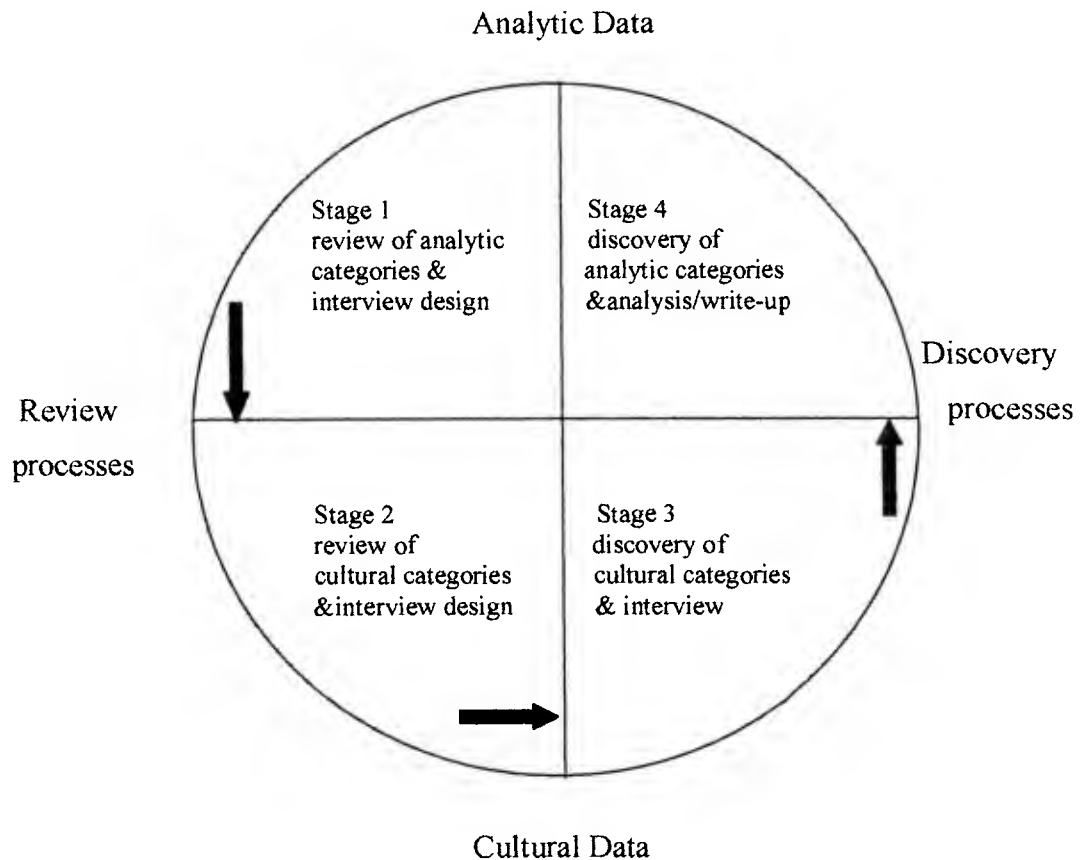 Analytic Data
Stage 1
review of analytic
categories &
interview design
Stage 4
discovery of
analytic categories
&analysis/write-up
Review
processes
Discovery
processes
Stage 2
review of
cultural categories
&interview design
Stage 3
discovery of
cultural categories
& interview
Cultural Data